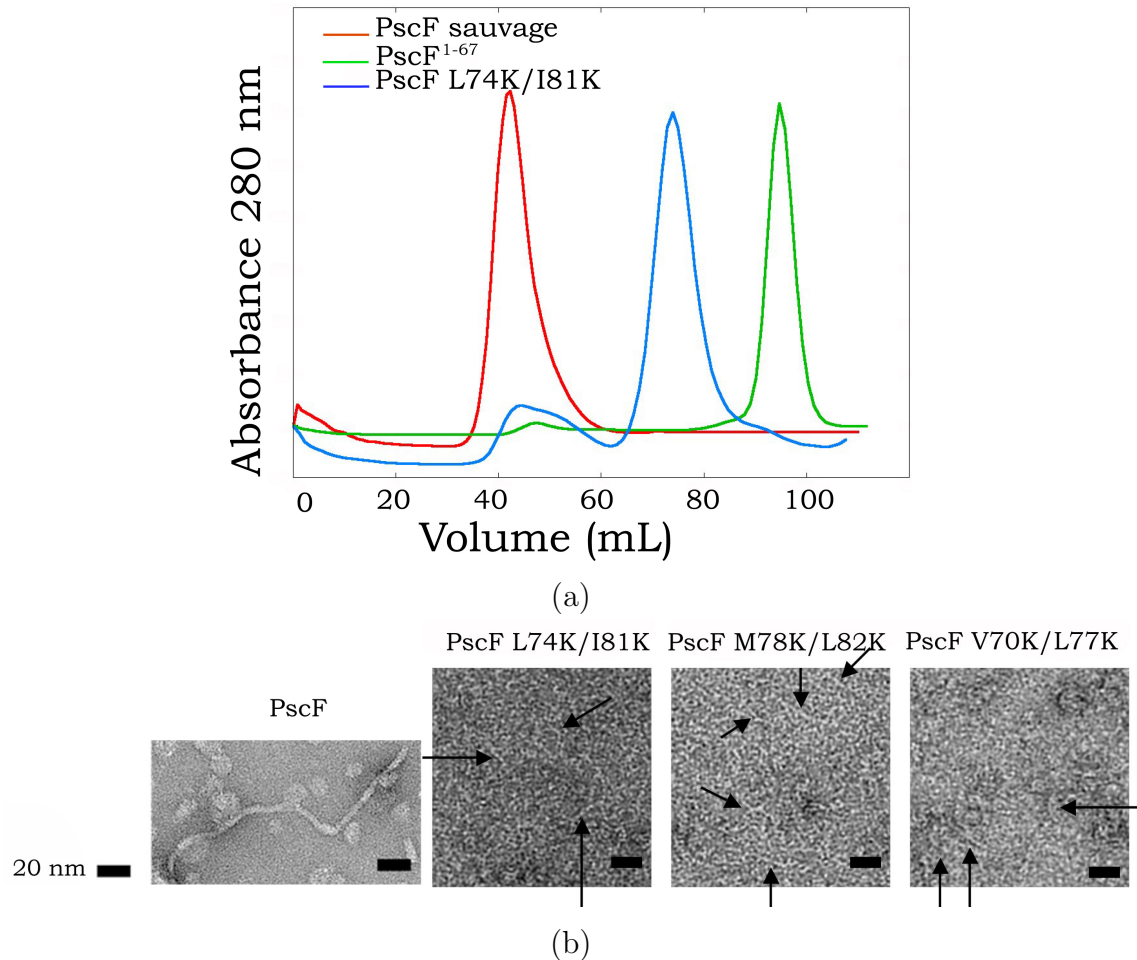 PscF sauvage
PscF¹⁻⁶⁷
PscF L74K/I81K
Absorbance 280 nm
0 20 40 60 80 100
Volume (mL)
(a)
PscF L74K/I81K PscF M78K/L82K PscF V70K/L77K
PscF
20 nm
(b)